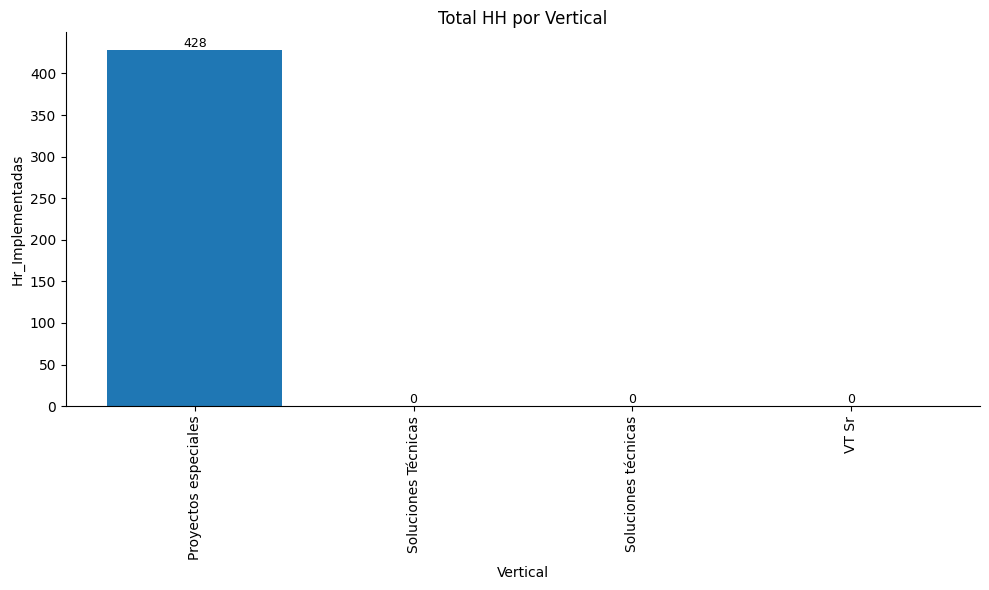 Total HH por Vertical
Hr_Implementadas
400
350
300
250
200
150
100
50
0
428
0
0
0
Proyectos especiales
Soluciones Técnicas
Soluciones técnicas
VT Sr
Vertical